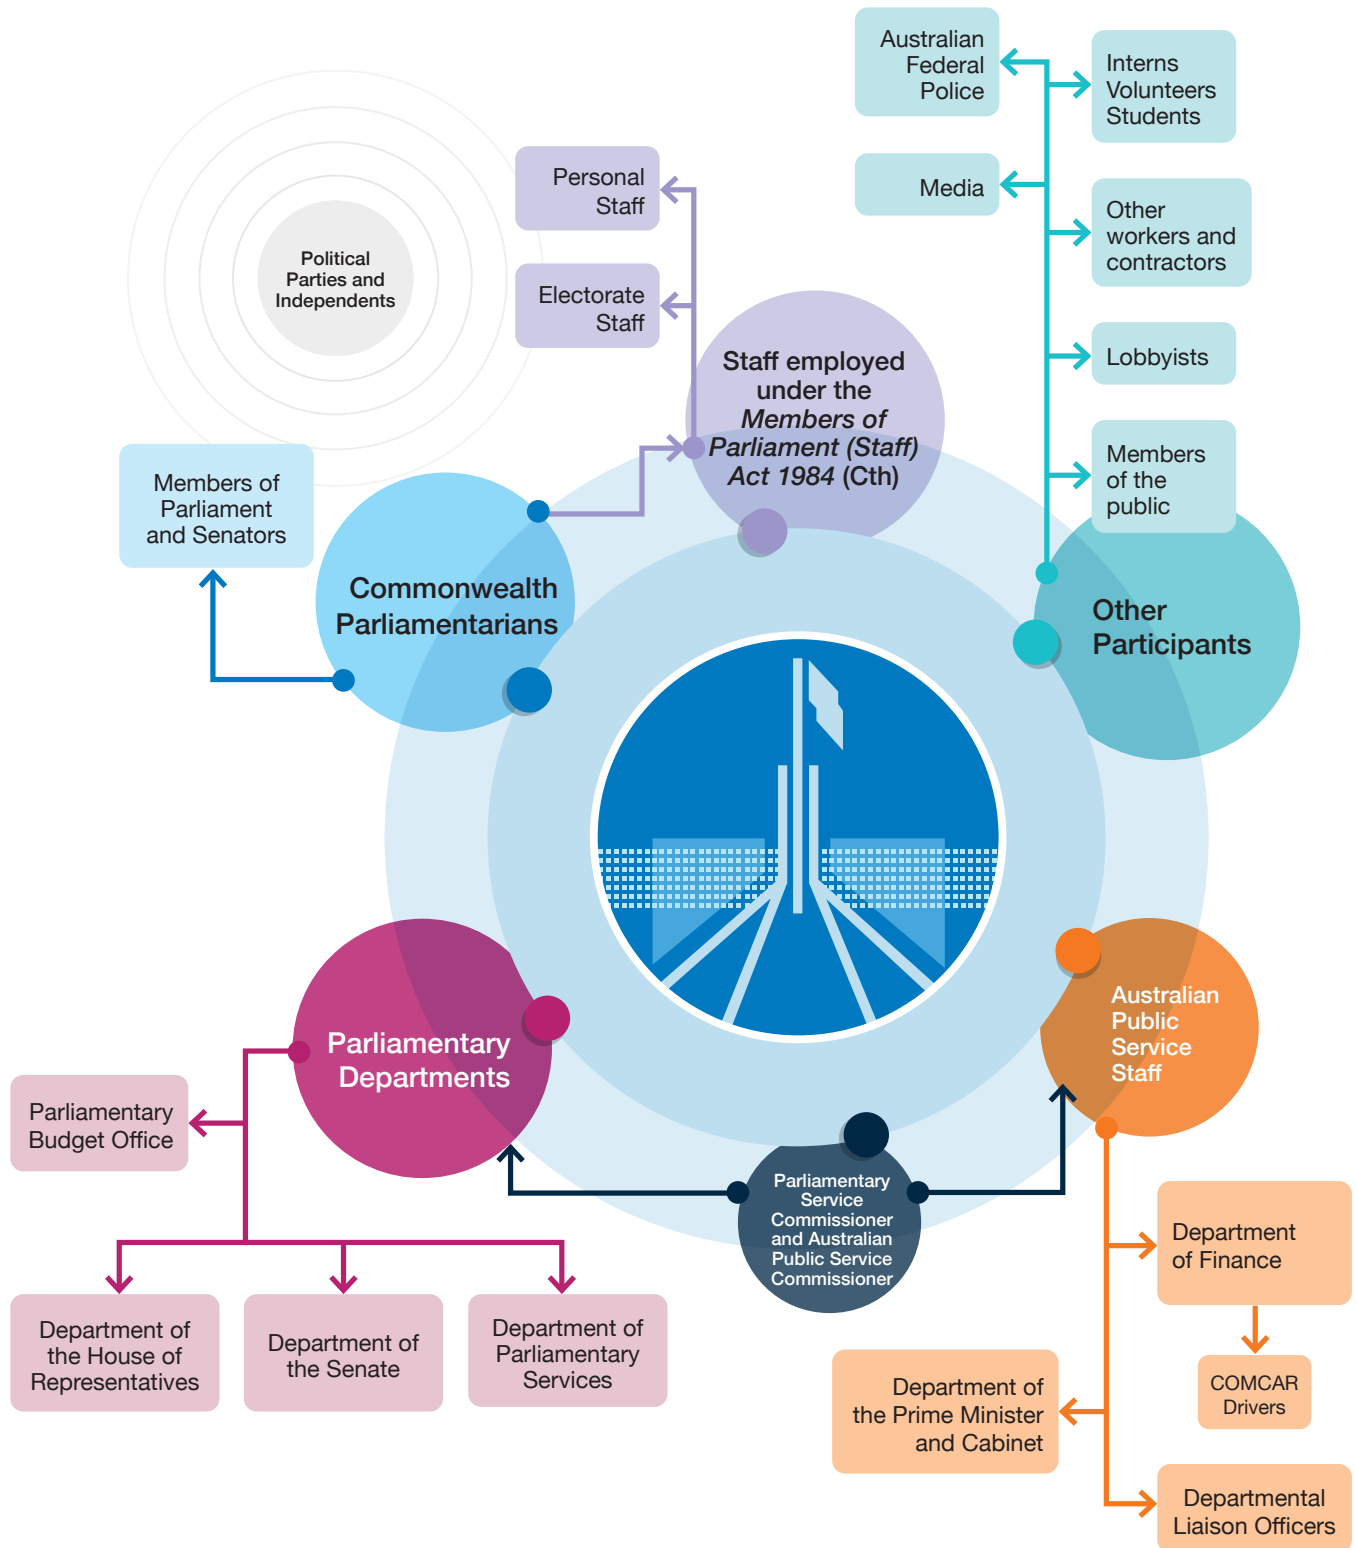 Australian
Federal
Police
Interns
Volunteers
Students
Media
Other
workers and
contractors
Lobbyists
Members
of the
public
Personal
Staff
Electorate
Staff
Political
Parties and
Independents
Staff employed
under the
Members of
Parliament (Staff)
Act 1984 (Cth)
Members of
Parliament
and Senators
Commonwealth
Parliamentarians
Other
Participants
Parliamentary
Departments
Australian
Public
Service
Staff
Parliamentary
Budget Office
Parliamentary
Service
Commissioner
and Australian
Public Service
Commissioner
Department of
the House of
Representatives
Department of
the Senate
Department of
Parliamentary
Services
Department
of Finance
COMCAR
Drivers
Department of
the Prime Minister
and Cabinet
Departmental
Liaison Officers